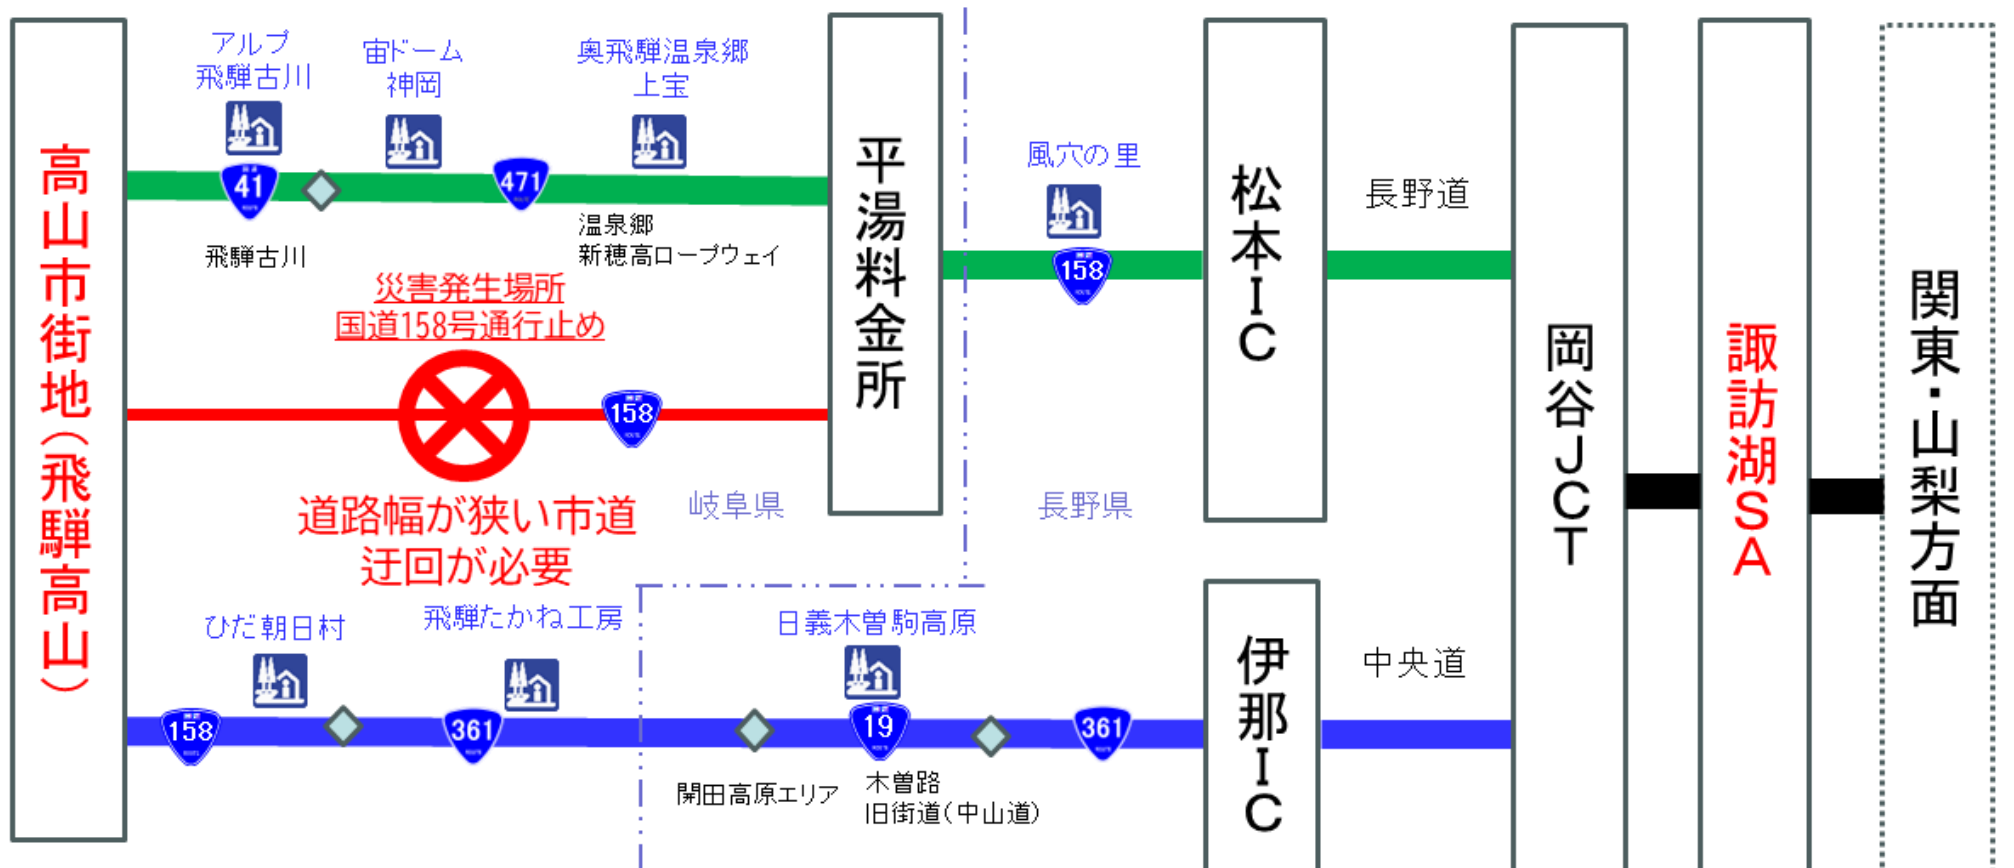 高山市街地(飛騨高山)
アルプ
飛騨古川
宙ドーム
神岡
奥飛騨温泉郷
上宝
41
471
飛騨古川
温泉郷
新穂高ロープウェイ
災害発生場所
国道158号通行止め
158
道路幅が狭い市道
迂回が必要
岐阜県
平湯料金所
風穴の里
158
長野県
松本IC
長野道
ひだ朝日村
飛騨たかね工房
日義木曽駒高原
158
361
19
361
開田高原エリア
木曽路
旧街道(中山道)
伊那IC
中央道
岡谷JCT
諏訪湖SA
関東・山梨方面